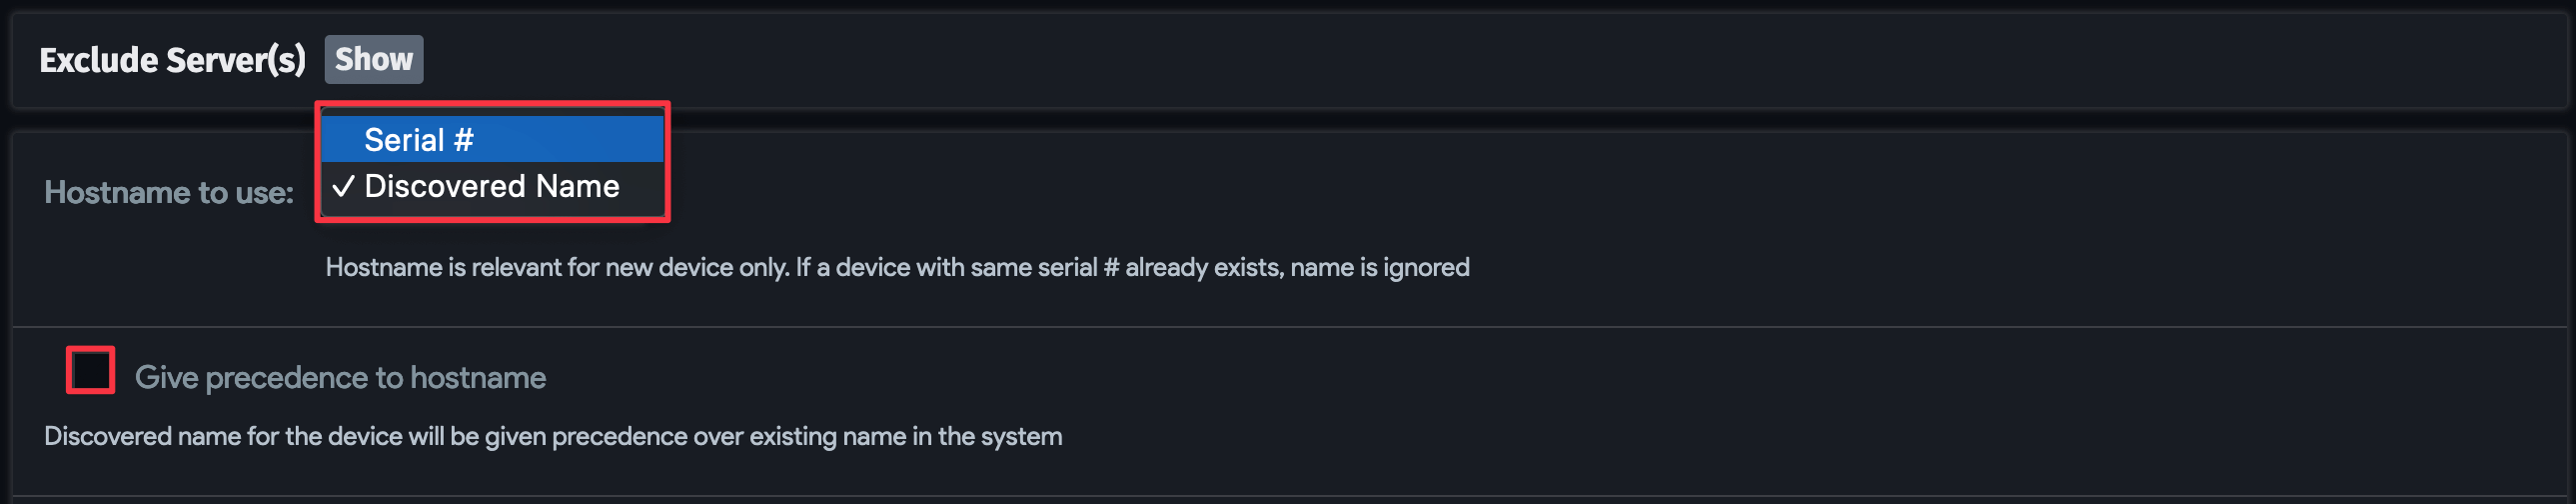 Exclude Server(s) Show
Serial #
✓ Discovered Name
Hostname to use:
Hostname is relevant for new device only. If a device with same serial # already exists, name is ignored
Give precedence to hostname
Discovered name for the device will be given precedence over existing name in the system